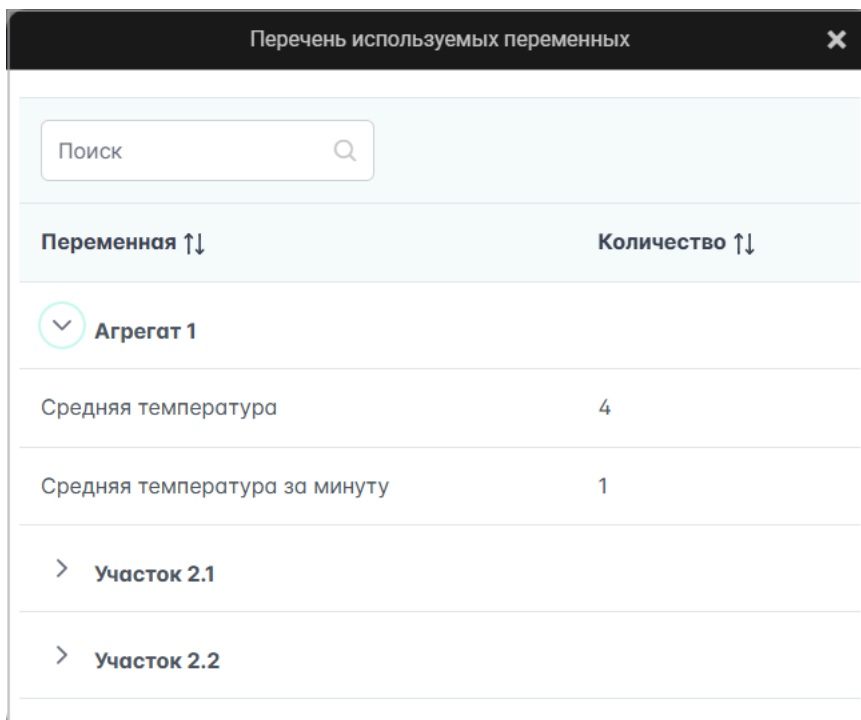 Перечень используемых переменных
Поиск
Переменная Количество
Агрегат 1
Средняя температура 4
Средняя температура за минуту 1
Участок 2.1
Участок 2.2